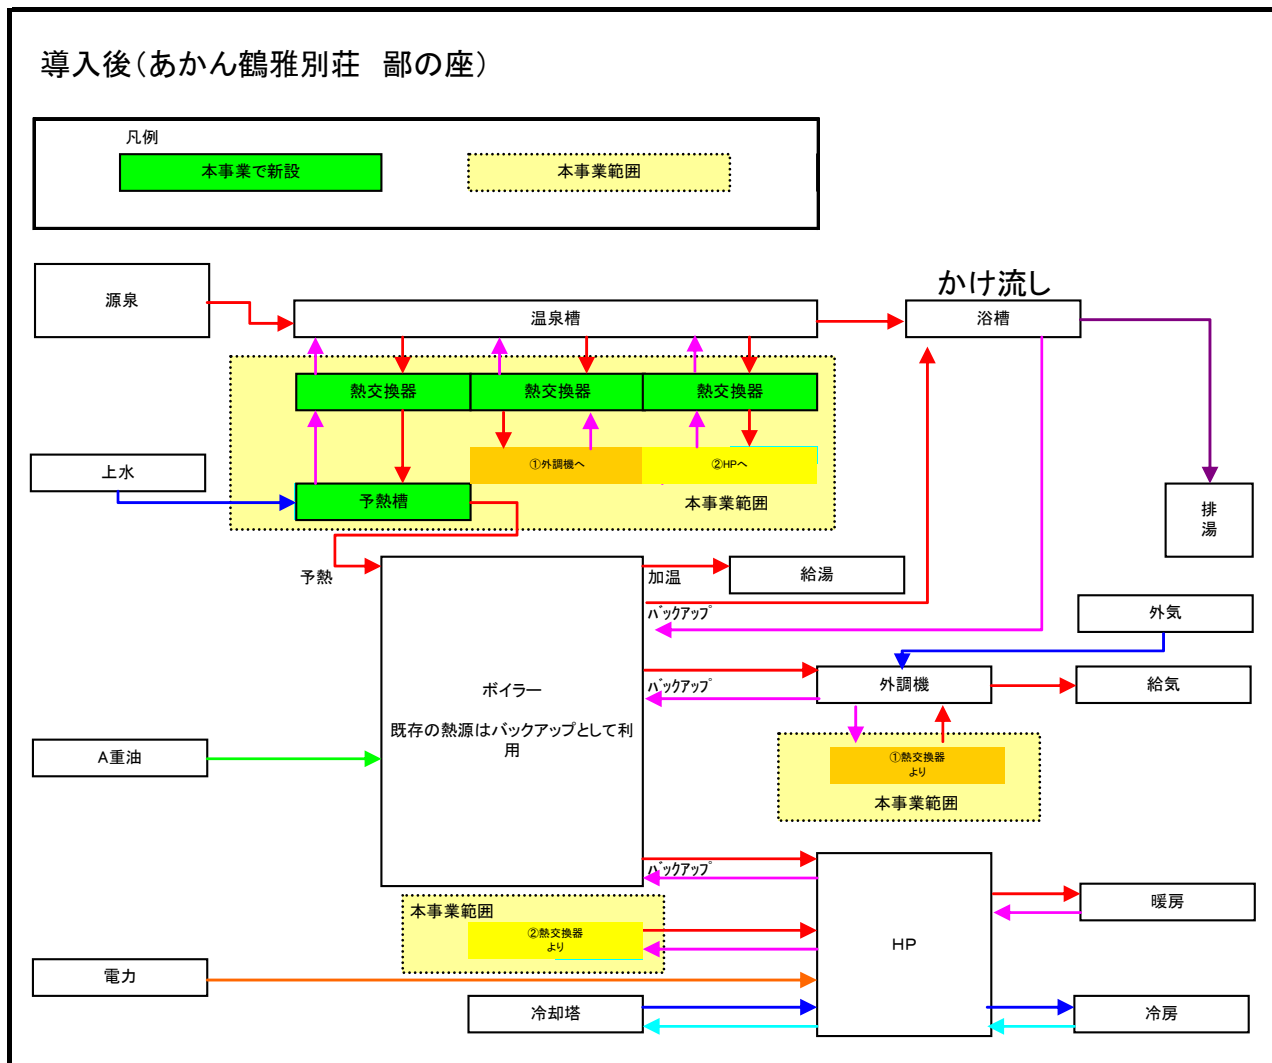 導入後(あかん鶴雅別荘　鄙の座)
凡例
本事業で新設
本事業範囲
かけ流し
源泉
温泉槽
浴槽
熱交換器
熱交換器
熱交換器
上水
①外調機へ
②HPへ
予熱槽
本事業範囲
排
湯
予熱
加温
給湯
ﾊﾞｯｸｱｯﾌﾟ
外気
ボイラー
既存の熱源はバックアップとして利
用
ﾊﾞｯｸｱｯﾌﾟ
外調機
給気
A重油
①熱交換器
より
本事業範囲
ﾊﾞｯｸｱｯﾌﾟ
本事業範囲
②熱交換器
より
HP
暖房
電力
冷却塔
冷房